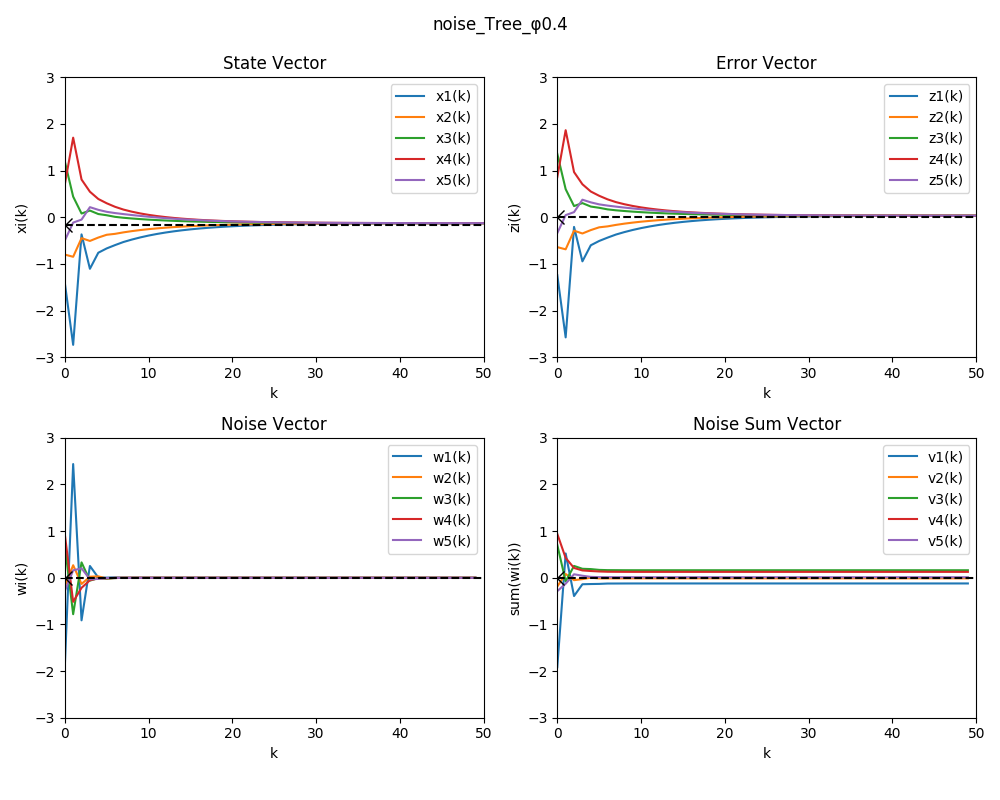 noise_Tree_φ0.4
State Vector
3
2
1
0
−1
−2
−3
xi(k)
0 10 20 30 40 50
k
x1(k)
x2(k)
x3(k)
x4(k)
x5(k)
Error Vector
3
2
1
0
−1
−2
−3
zi(k)
0 10 20 30 40 50
k
z1(k)
z2(k)
z3(k)
z4(k)
z5(k)
Noise Vector
3
2
1
0
−1
−2
−3
wi(k)
0 10 20 30 40 50
k
w1(k)
w2(k)
w3(k)
w4(k)
w5(k)
Noise Sum Vector
3
2
1
0
−1
−2
−3
sum(wi(k))
0 10 20 30 40 50
k
v1(k)
v2(k)
v3(k)
v4(k)
v5(k)